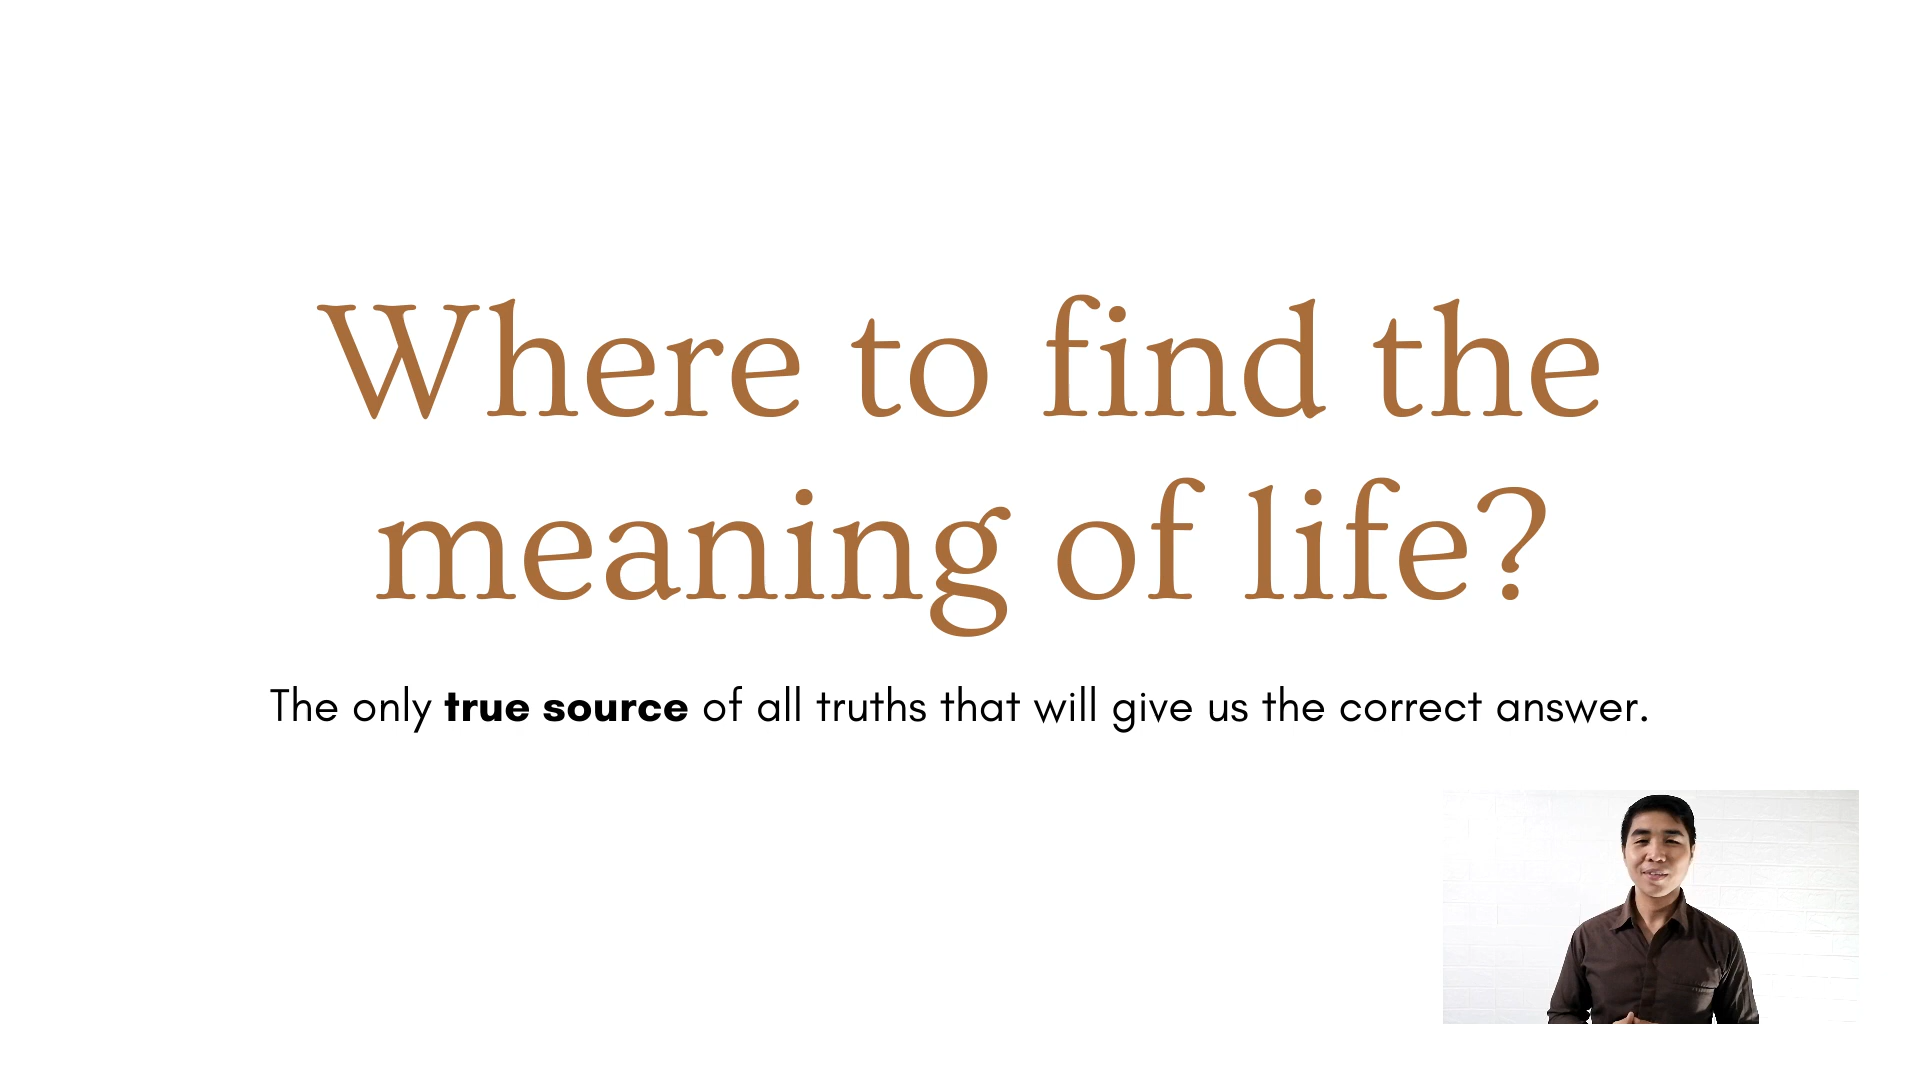 Where to find the
meaning of life?
The only true source of all truths that will give us the correct answer.